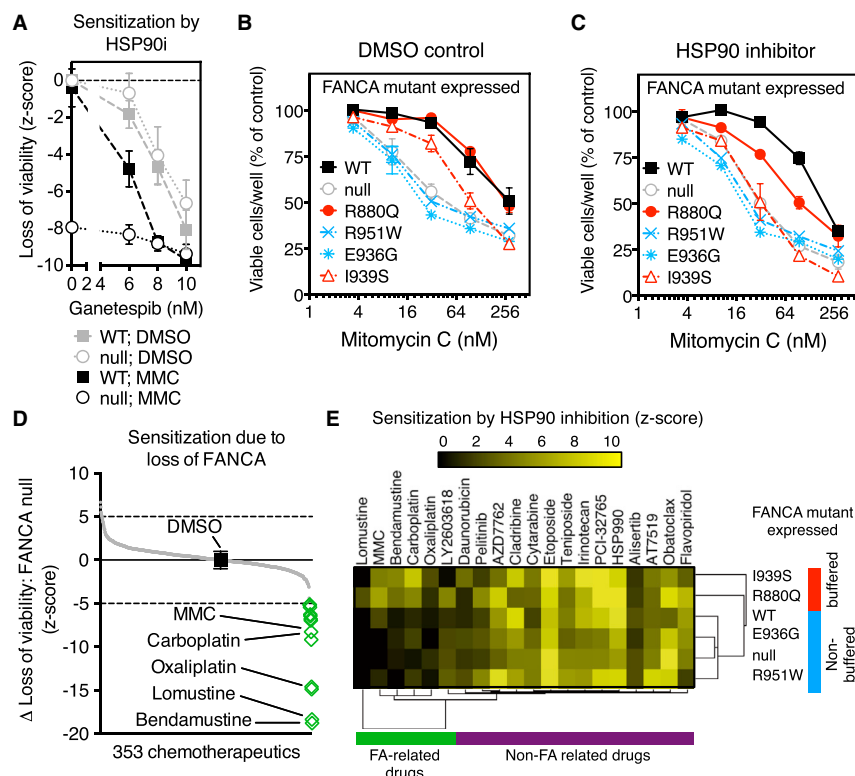 A
Sensitization by
HSP90i
Loss of viability (z-score)
0
-2
-4
-6
-8
-10
0 2 4 6 8 10
Ganetespib (nM)
WT; DMSO
null; DMSO
WT; MMC
null; MMC
B
DMSO control
FANCA mutant expressed
Viable cells/well (% of control)
100
75
50
25
0
WT
null
R880Q
R951W
E936G
I939S
1 4 16 64 256
Mitomycin C (nM)
C
HSP90 inhibitor
FANCA mutant expressed
Viable cells/well (% of control)
100
75
50
25
0
WT
null
R880Q
R951W
E936G
I939S
1 4 16 64 256
Mitomycin C (nM)
D
Sensitization due to
loss of FANCA
Δ Loss of viability: FANCA null
(z-score)
10
5
0
-5
-10
-15
-20
DMSO
MMC
Carboplatin
Oxaliplatin
Lomustine
Bendamustine
353 chemotherapeutics
E
Sensitization by HSP90 inhibition (z-score)
0 2 4 6 8 10
Lomustine
MMC
Bendamustine
Carboplatin
Oxaliplatin
LY2603618
Daunorubicin
Pelitinib
AZD7762
Cladribine
Cytarabine
Etoposide
Teniposide
Irinotecan
PCI-32765
HSP990
Alisertib
AT7519
Obatoclax
Flavopiridol
FANCA mutant
expressed
I939S
R880Q
WT
E936G
null
R951W
buffered
Non-
buffered
FA-related
drugs
Non-FA related drugs